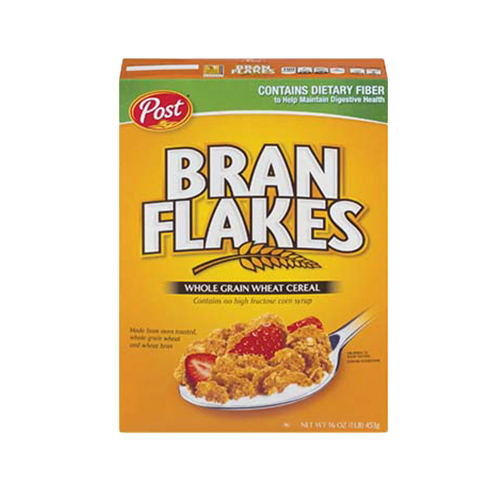 BRAN
FLAKES
CONTAINS DIETARY FIBER
to Help Maintain Digestive Health
Post
BRAN
FLAKES
WHOLE GRAIN WHEAT CEREAL
Contains no high fructose corn syrup
Made from oven toasted,
whole grain wheat
and wheat bran
NET WT 16 OZ (1 LB) 453g